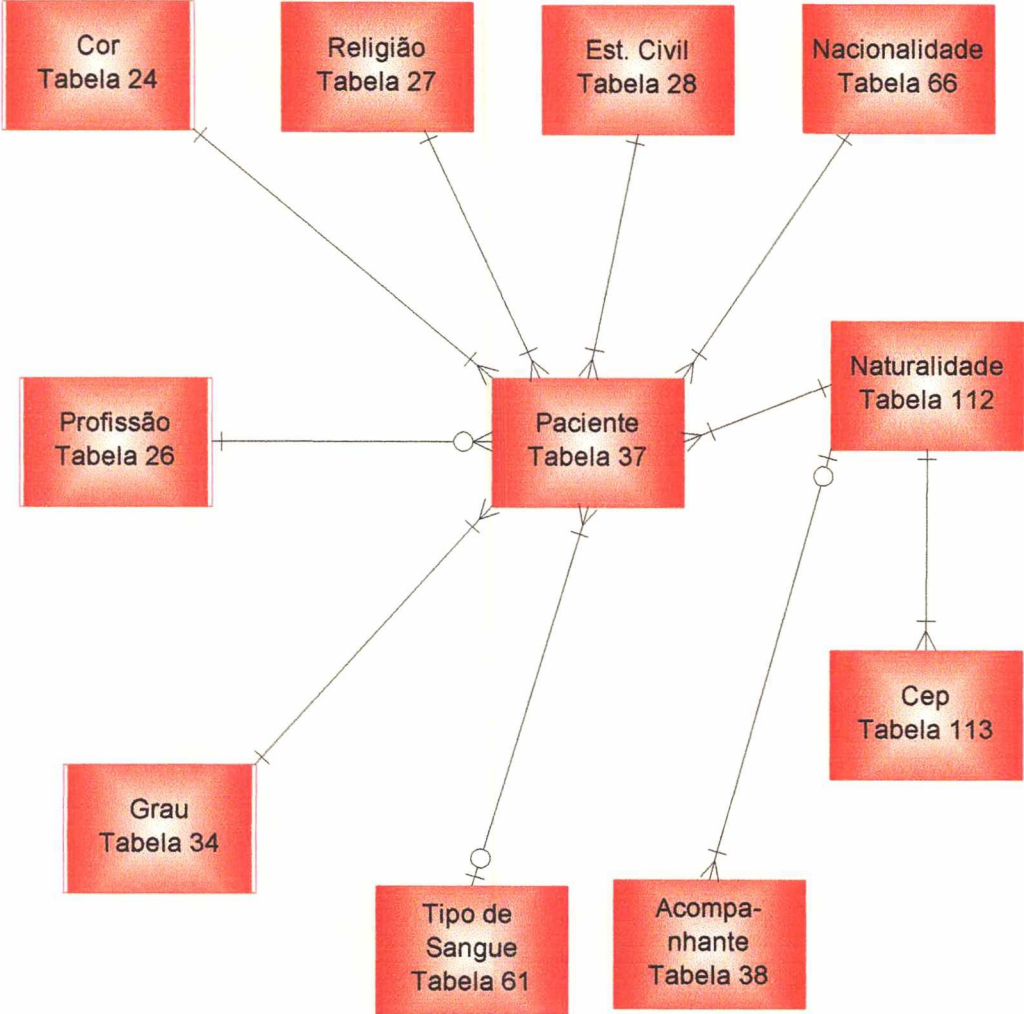 Cor
Tabela 24
Religião
Tabela 27
Est. Civil
Tabela 28
Nacionalidade
Tabela 66
Profissão
Tabela 26
Paciente
Tabela 37
Naturalidade
Tabela 112
Grau
Tabela 34
Tipo de
Sangue
Tabela 61
Acompa-
nhante
Tabela 38
Cep
Tabela 113